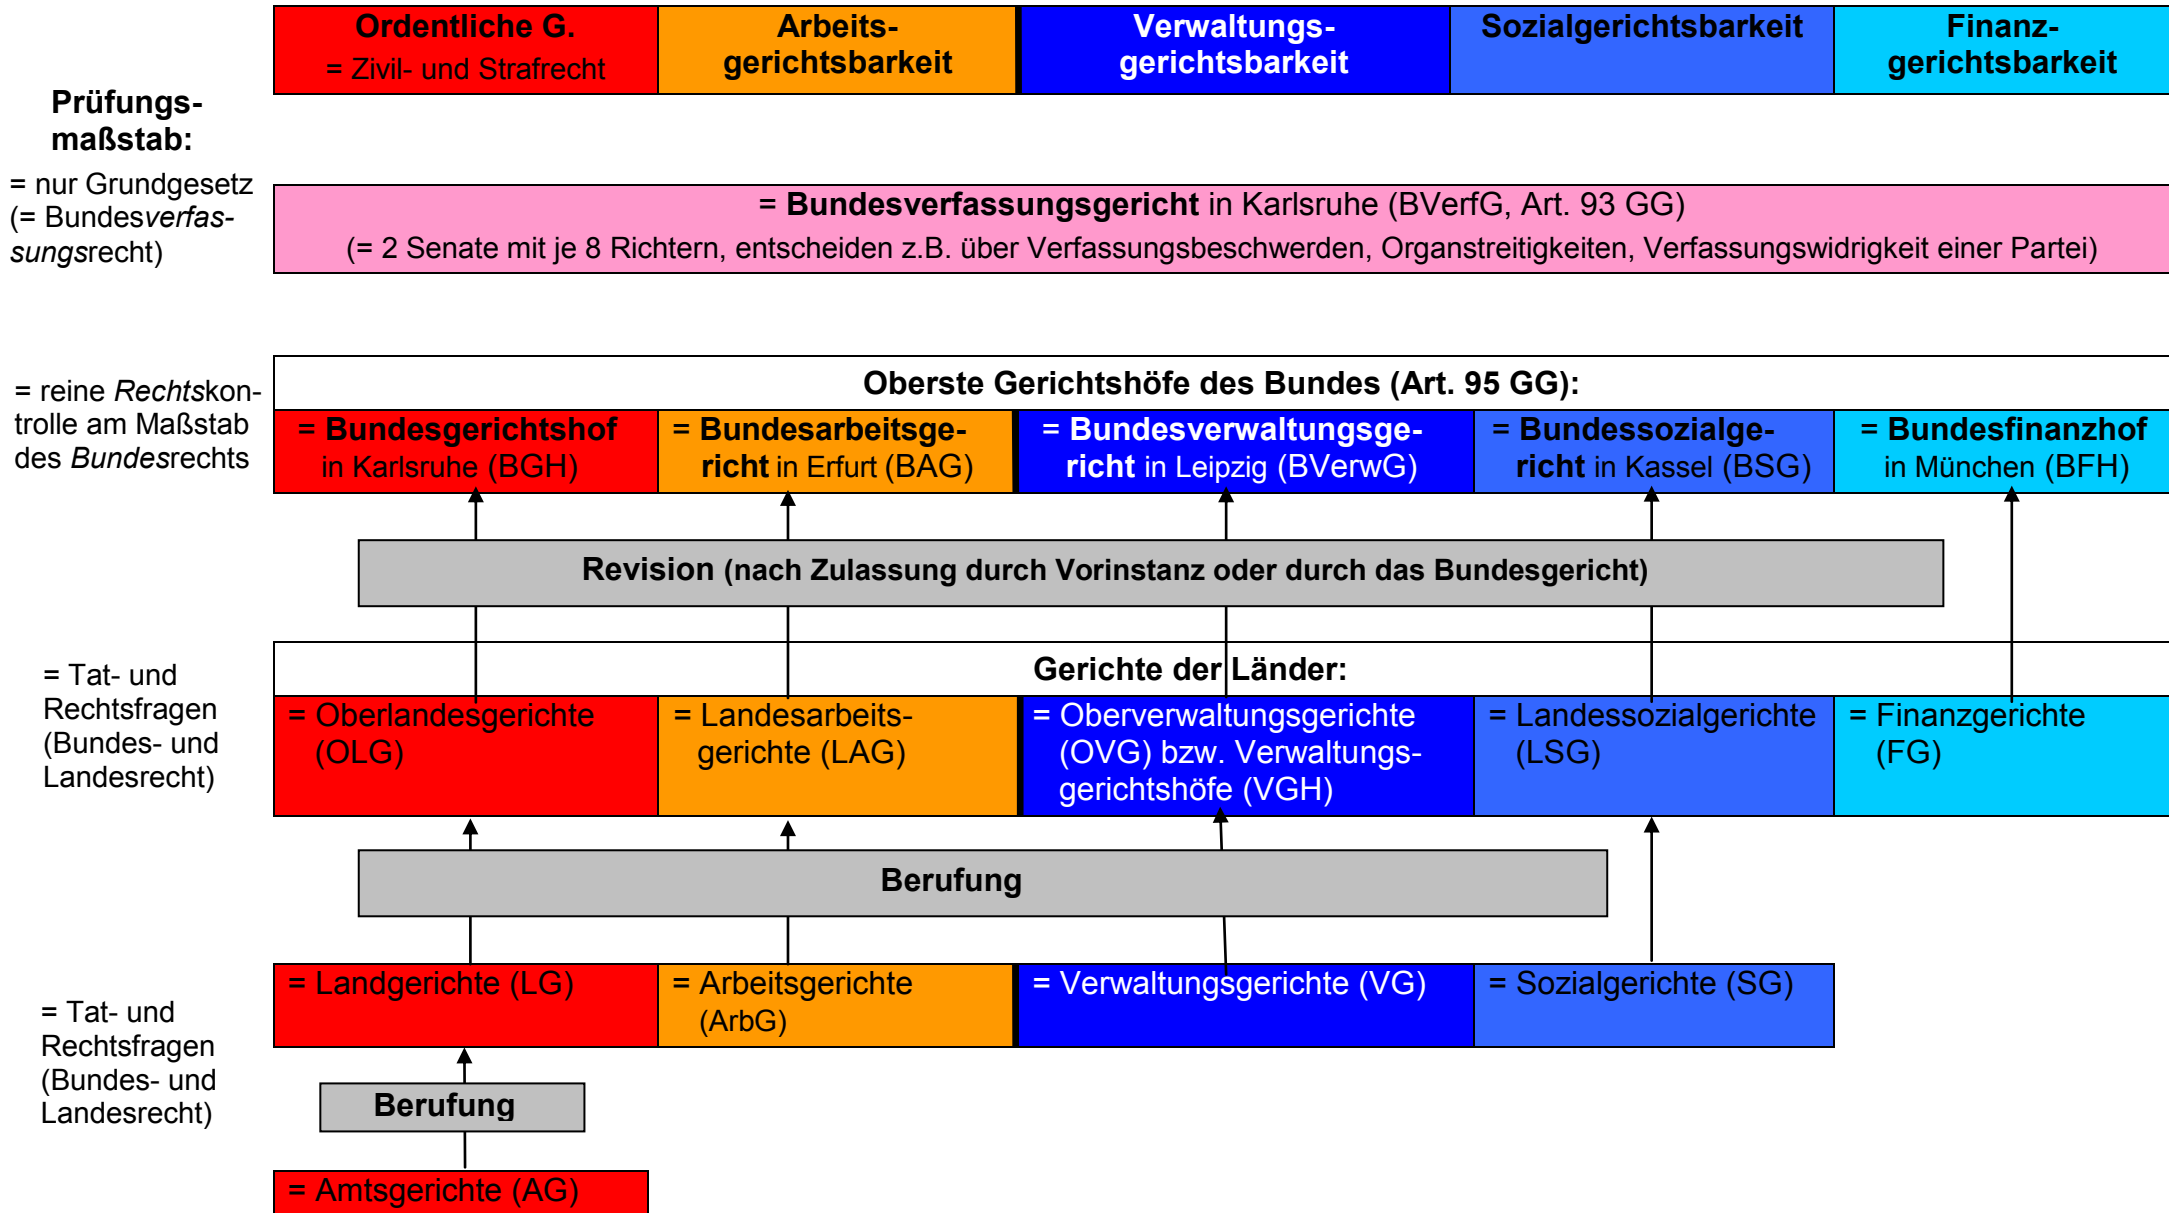 Ordentliche G.
= Zivil- und Strafrecht
Arbeits-
gerichtsbarkeit
Verwaltungs-
gerichtsbarkeit
Sozialgerichtsbarkeit
Finanz-
gerichtsbarkeit
Prüfungs-
maßstab:
= nur Grundgesetz
(= Bundesverfas-
sungsrecht)
= Bundesverfassungsgericht in Karlsruhe (BVerfG, Art. 93 GG)
(= 2 Senate mit je 8 Richtern, entscheiden z.B. über Verfassungsbeschwerden, Organstreitigkeiten, Verfassungswidrigkeit einer Partei)
= reine Rechtskon-
trolle am Maßstab
des Bundesrechts
Oberste Gerichtshöfe des Bundes (Art. 95 GG):
= Bundesgerichtshof
in Karlsruhe (BGH)
= Bundesarbeitsge-
richt in Erfurt (BAG)
= Bundesverwaltungsge-
richt in Leipzig (BVerwG)
= Bundessozialge-
richt in Kassel (BSG)
= Bundesfinanzhof
in München (BFH)
Revision (nach Zulassung durch Vorinstanz oder durch das Bundesgericht)
= Tat- und
Rechtsfragen
(Bundes- und
Landesrecht)
Gerichte der Länder:
= Oberlandesgerichte
(OLG)
= Landesarbeits-
gerichte (LAG)
= Oberverwaltungsgerichte
(OVG) bzw. Verwaltungs-
gerichtshöfe (VGH)
= Landessozialgerichte
(LSG)
= Finanzgerichte
(FG)
Berufung
= Tat- und
Rechtsfragen
(Bundes- und
Landesrecht)
= Landgerichte (LG)
= Arbeitsgerichte
(ArbG)
= Verwaltungsgerichte (VG)
= Sozialgerichte (SG)
Berufung
= Amtsgerichte (AG)